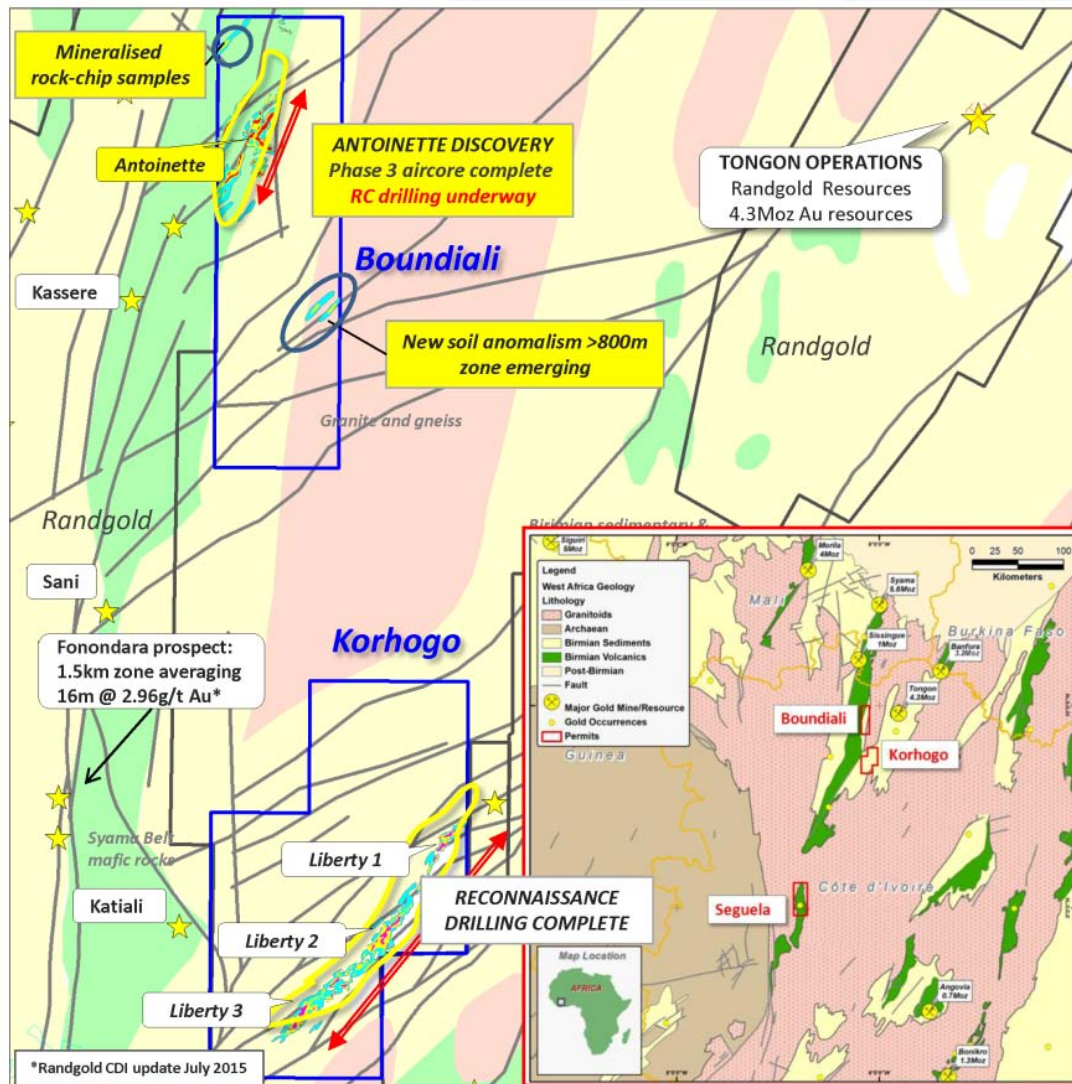 Mineralised
rock-chip samples
Antoinette
ANTOINETTE DISCOVERY
Phase 3 aircore complete
RC drilling underway
TONGON OPERATIONS
Randgold Resources
4.3Moz Au resources
Boundiali
Kassere
New soil anomalism >800m
zone emerging
Randgold
Granite and gneiss
Randgold
Birimian sedimentary &
Sani
Fonondara prospect:
1.5km zone averaging
16m @ 2.96g/t Au*
Korhogo
Syama Belt
mafic rocks
Katiali
Liberty 1
Liberty 2
Liberty 3
RECONNAISSANCE
DRILLING COMPLETE
*Randgold CDI update July 2015
Siguiri
Morila
4Moz
0 25 50 100
Kilometers
Legend
West Africa Geology
Lithology
Granitoids
Archaean
Birmian Sediments
Birmian Volcanics
Post-Birmian
Fault
Major Gold Mine/Resource
Gold Occurrences
Permits
Mali
Syama
Sissingue
1Moz
Burkina Faso
Banfora
Tongon
4.3Moz
Boundiali
Korhogo
Guinea
Côte d'Ivoire
Seguela
Map Location
AFRICA
Angovia
Bonikro
1.3Moz